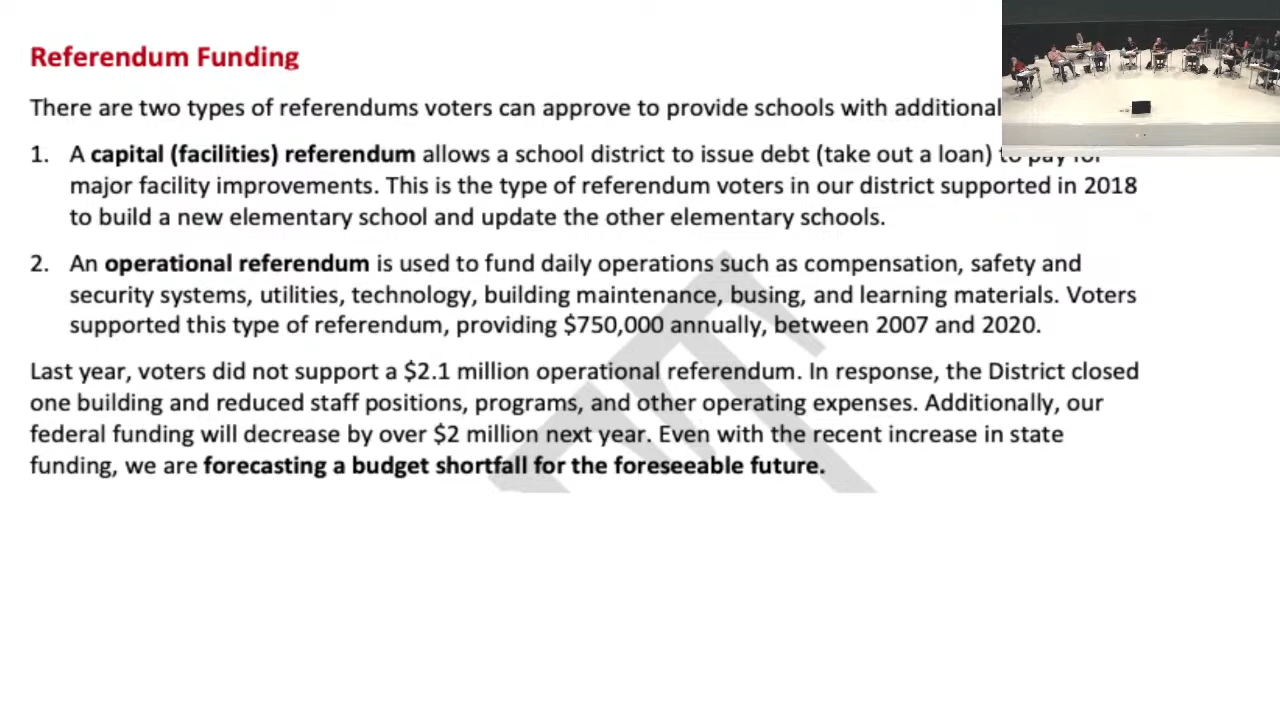 Referendum Funding
There are two types of referendums voters can approve to provide schools with additional
1. A capital (facilities) referendum allows a school district to issue debt (take out a loan) to pay for
major facility improvements. This is the type of referendum voters in our district supported in 2018
to build a new elementary school and update the other elementary schools.
2. An operational referendum is used to fund daily operations such as compensation, safety and
security systems, utilities, technology, building maintenance, busing, and learning materials. Voters
supported this type of referendum, providing $750,000 annually, between 2007 and 2020.
Last year, voters did not support a $2.1 million operational referendum. In response, the District closed
one building and reduced staff positions, programs, and other operating expenses. Additionally, our
federal funding will decrease by over $2 million next year. Even with the recent increase in state
funding, we are forecasting a budget shortfall for the foreseeable future.